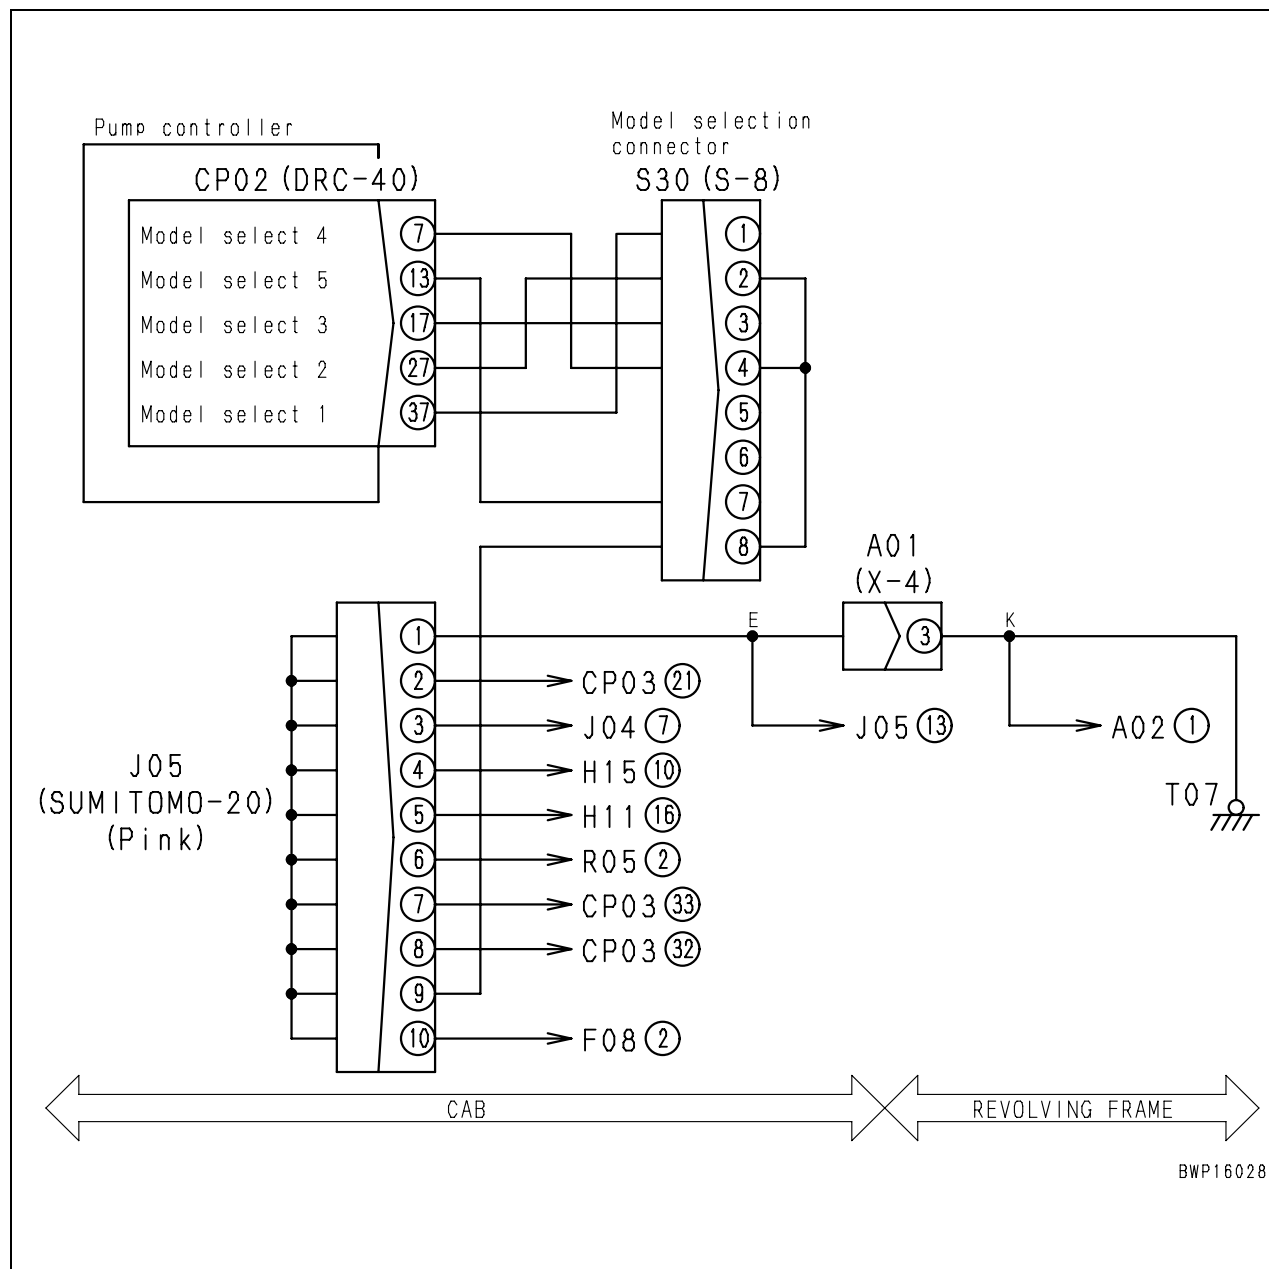 Pump controller
CP02 (DRC-40)
Model select 4 7
Model select 5 13
Model select 3 17
Model select 2 27
Model select 1 37
Model selection
connector
S30 (S-8)
1
2
3
4
5
6
7
8
A01
(X-4)
3
E
K
J05 13
A02 1
T07
J05
(SUMITOMO-20)
(Pink)
1
2 CP03 21
3 J04 7
4 H15 10
5 H11 16
6 R05 2
7 CP03 33
8 CP03 32
9
10 F08 2
CAB
REVOLVING FRAME
BWP16028